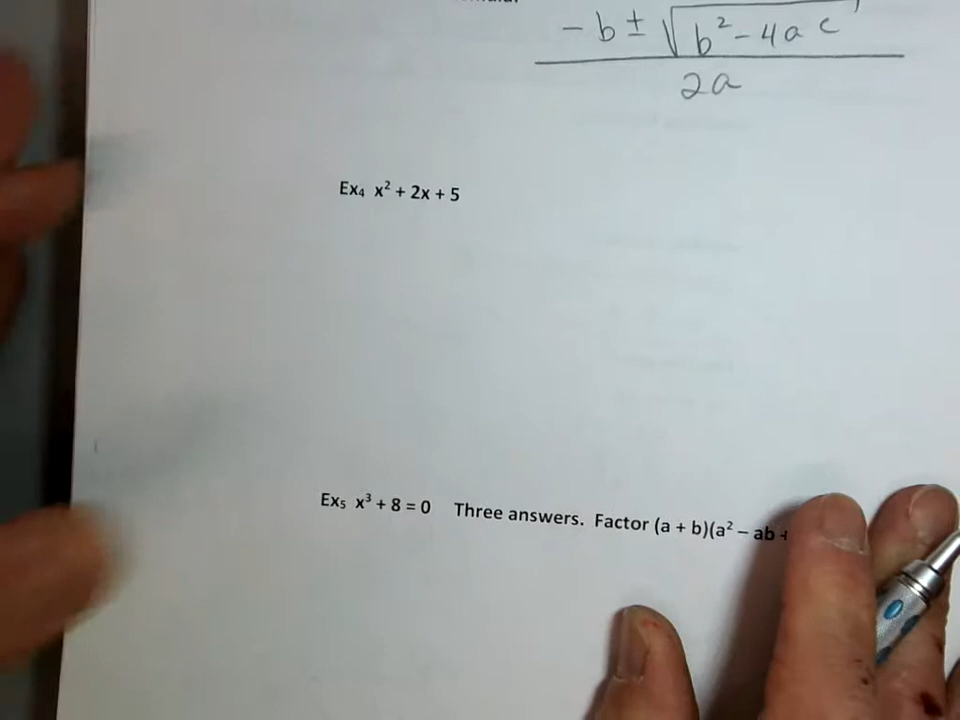 -b ± √b² - 4ac
2a
Ex₄ x² + 2x + 5
Ex₅ x³ + 8 = 0 Three answers. Factor (a + b)(a² – ab +